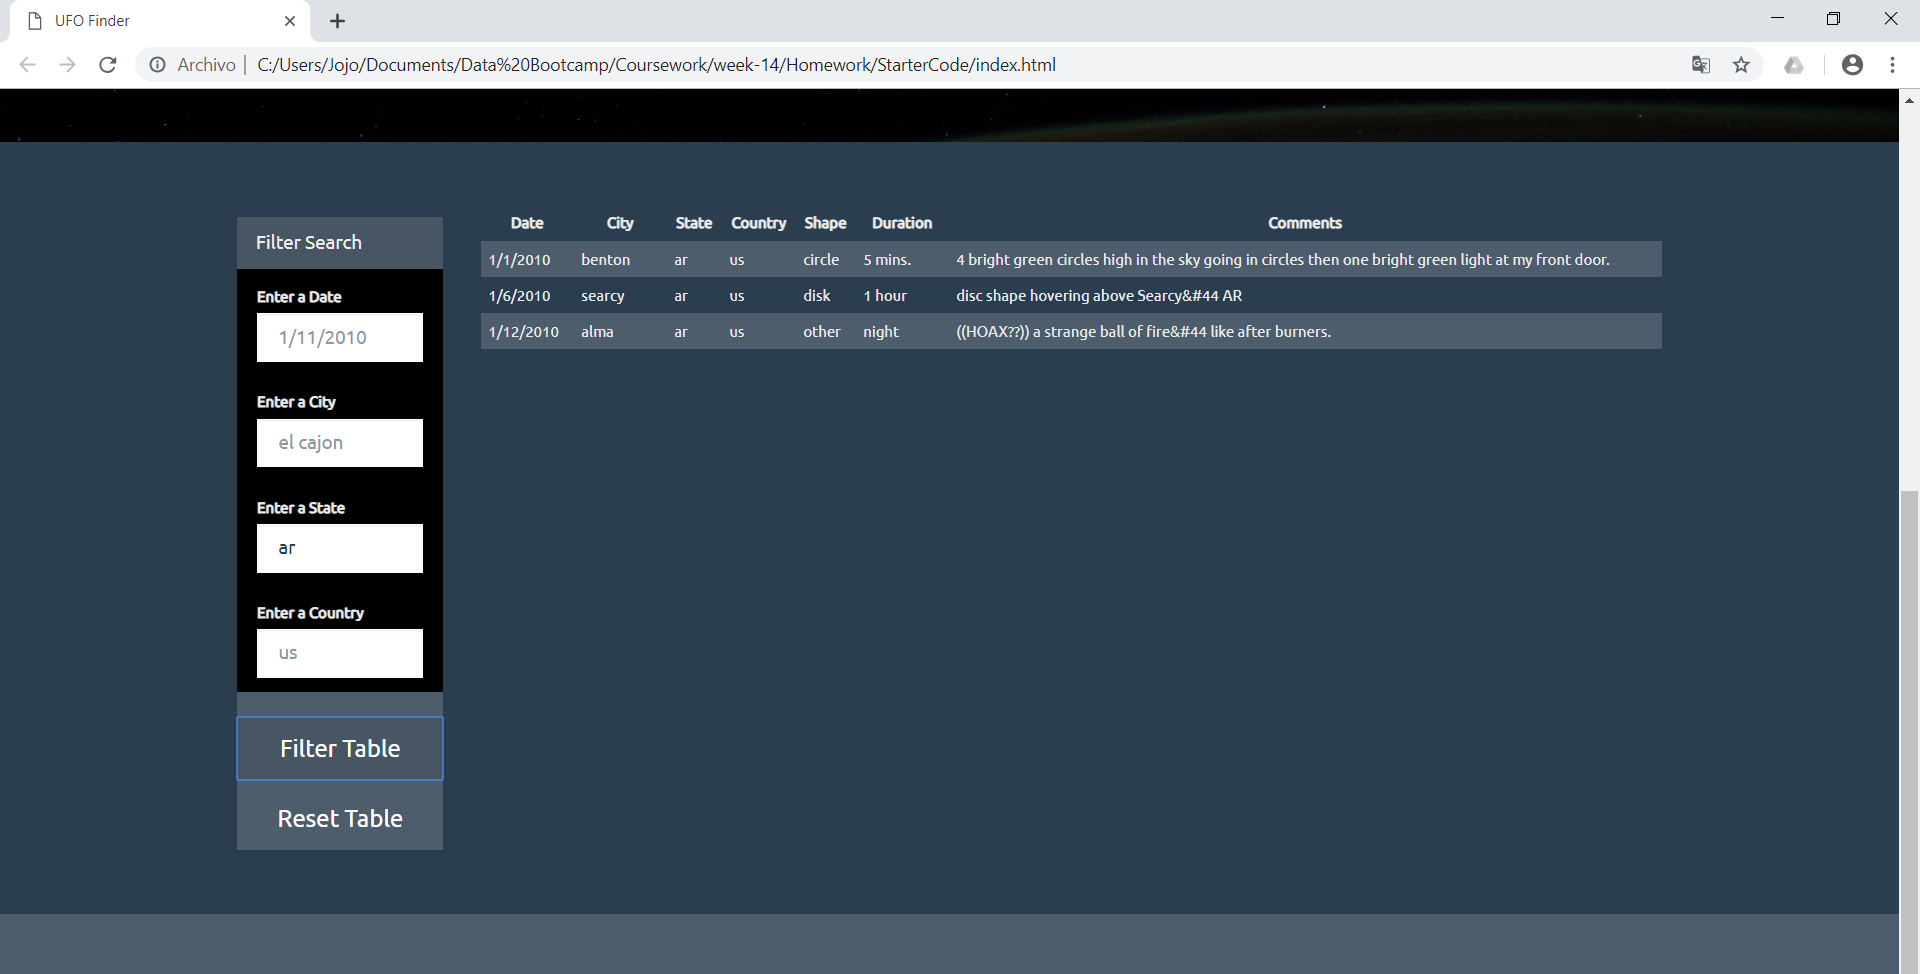 UFO Finder
Archivo | C:/Users/Jojo/Documents/Data%20Bootcamp/Coursework/week-14/Homework/StarterCode/index.html
Filter Search
Enter a Date
1/11/2010
Enter a City
el cajon
Enter a State
ar
Enter a Country
us
Filter Table
Reset Table
Date City State Country Shape Duration Comments
1/1/2010 benton ar us circle 5 mins. 4 bright green circles high in the sky going in circles then one bright green light at my front door.
1/6/2010 searcy ar us disk 1 hour disc shape hovering above Searcy&#44 AR
1/12/2010 alma ar us other night ((HOAX??)) a strange ball of fire&#44 like after burners.